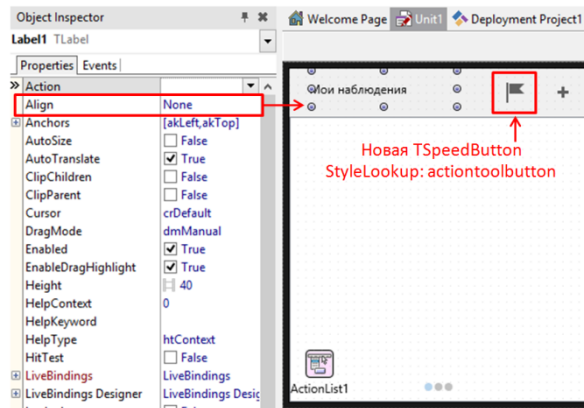 Object Inspector
Label1 TLabel
Properties Events
Action
Align None
Anchors [akLeft,akTop]
AutoSize False
AutoTranslate True
ClipChildren False
ClipParent False
Cursor crDefault
DragMode dmManual
Enabled True
EnableDragHighlight True
Height 40
HelpContext 0
HelpKeyword
HelpType htContext
HitTest False
LiveBindings LiveBindings
LiveBindings Designer LiveBindings Desig
Welcome Page Unit1 Deployment Project1
Мои наблюдения
Новая TSpeedButton
StyleLookup: actiontoolbutton
ActionList1